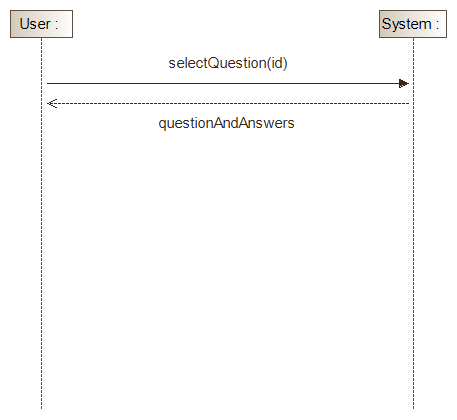 User :
System :
selectQuestion(id)
questionAndAnswers